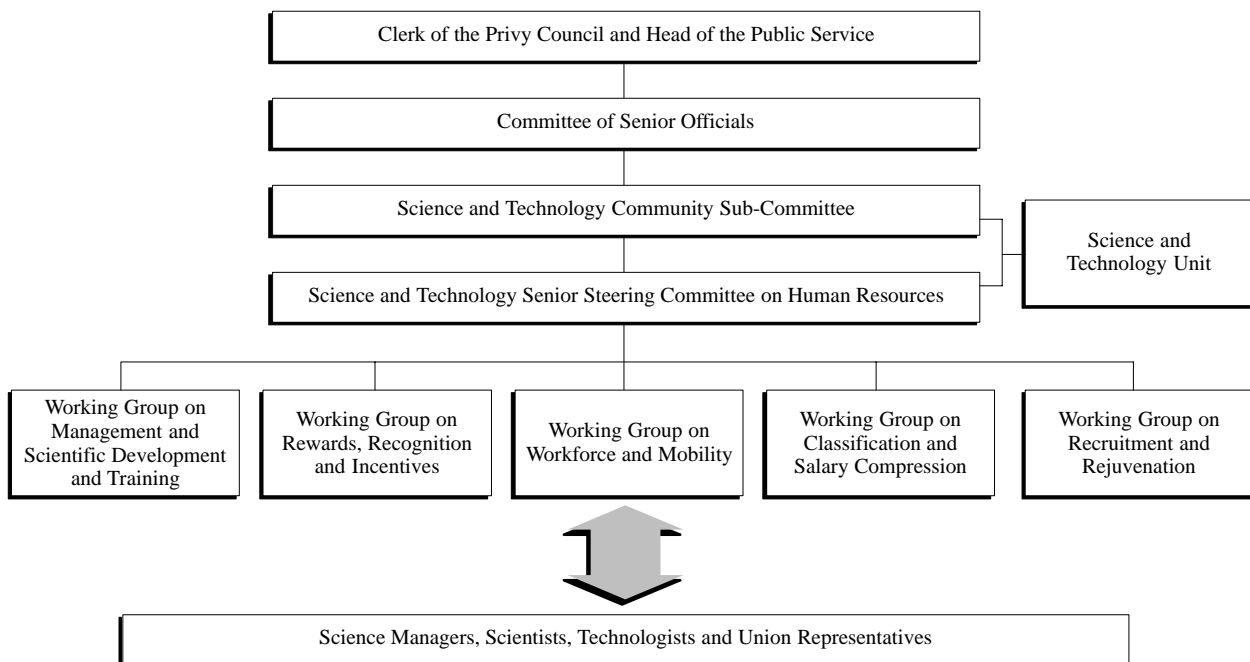 Clerk of the Privy Council and Head of the Public Service
Committee of Senior Officials
Science and Technology Community Sub-Committee
Science and
Technology Unit
Science and Technology Senior Steering Committee on Human Resources
Working Group on
Management and
Scientific Development
and Training
Working Group on
Rewards, Recognition
and Incentives
Working Group on
Workforce and Mobility
Working Group on
Classification and
Salary Compression
Working Group on
Recruitment and
Rejuvenation
Science Managers, Scientists, Technologists and Union Representatives